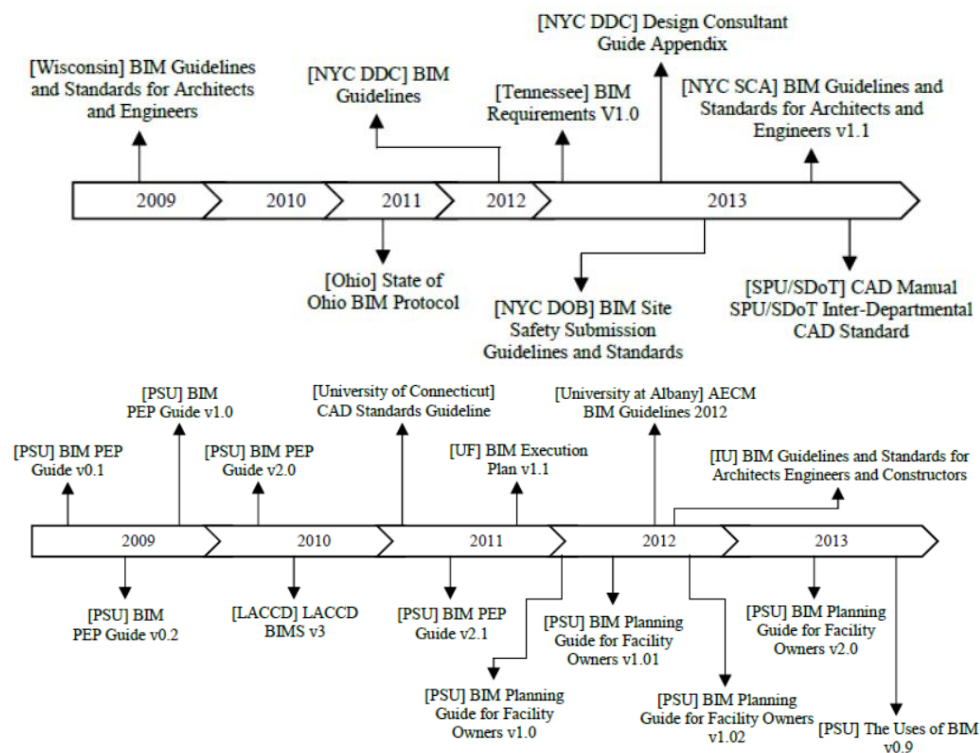 [NYC DDC] Design Consultant
Guide Appendix
[Wisconsin] BIM Guidelines
and Standards for Architects
and Engineers
[NYC DDC] BIM
Guidelines
[Tennessee] BIM
Requirements V1.0
[NYC SCA] BIM Guidelines and
Standards for Architects and
Engineers v1.1
2009
2010
2011
2012
2013
[Ohio] State of
Ohio BIM Protocol
[NYC DOB] BIM Site
Safety Submission
Guidelines and Standards
[SPU/SDoT] CAD Manual
SPU/SDoT Inter-Departmental
CAD Standard
[PSU] BIM
PEP Guide v1.0
[University of Connecticut]
CAD Standards Guideline
[University at Albany] AECM
BIM Guidelines 2012
[PSU] BIM PEP
Guide v0.1
[PSU] BIM PEP
Guide v2.0
[UF] BIM Execution
Plan v1.1
[IU] BIM Guidelines and Standards for
Architects Engineers and Constructors
2009
2010
2011
2012
2013
[PSU] BIM
PEP Guide v0.2
[LACCD] LACCD
BIMS v3
[PSU] BIM PEP
Guide v2.1
[PSU] BIM Planning
Guide for Facility
Owners v1.01
[PSU] BIM Planning
Guide for Facility
Owners v2.0
[PSU] BIM Planning
Guide for Facility
Owners v1.0
[PSU] BIM Planning
Guide for Facility Owners
v1.02
[PSU] The Uses of BIM
v0.9